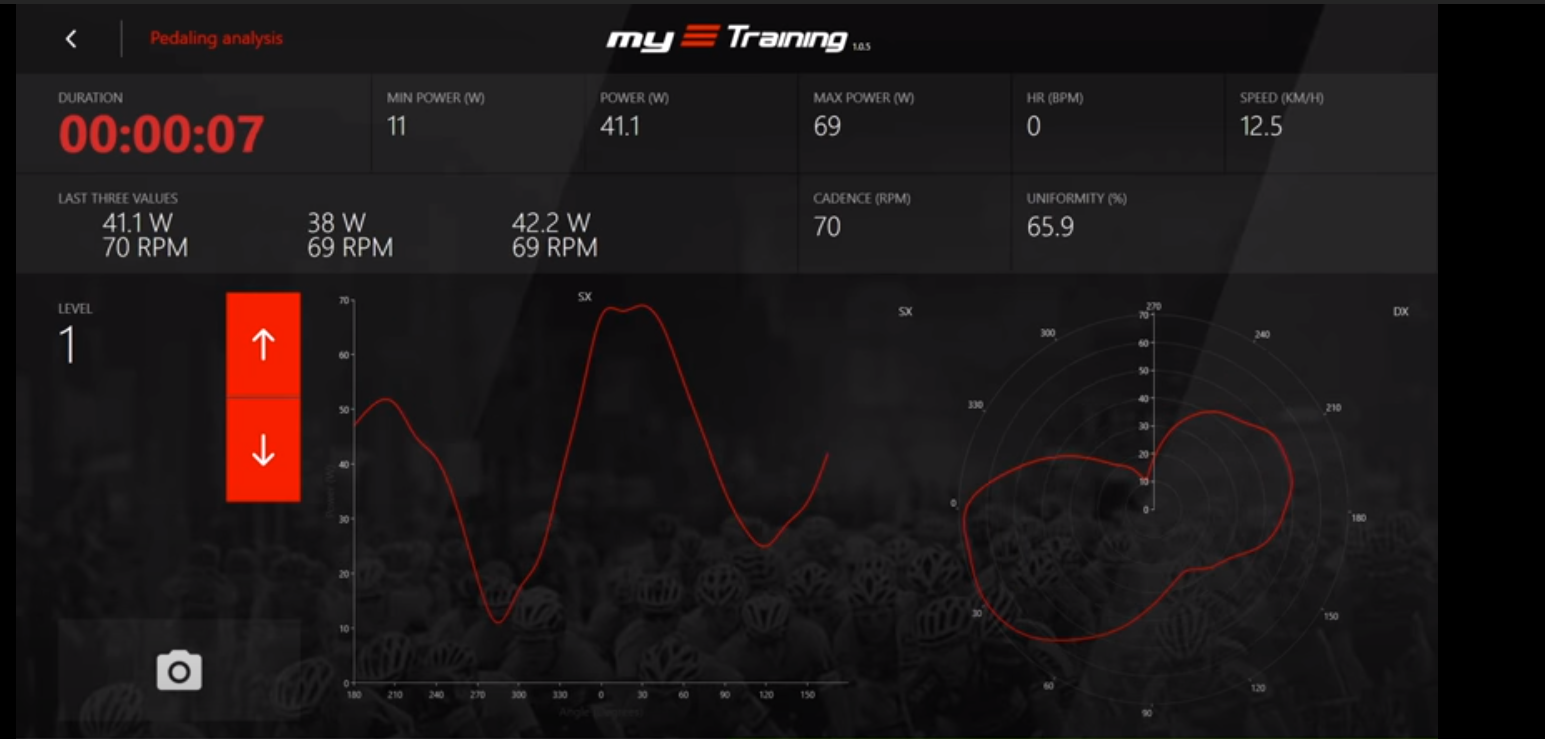 Pedaling analysis
my Training 1.0.5
DURATION
00:00:07
MIN POWER (W)
11
POWER (W)
41.1
MAX POWER (W)
69
HR (BPM)
0
SPEED (KM/H)
12.5
LAST THREE VALUES
41.1 W
70 RPM
38 W
69 RPM
42.2 W
69 RPM
CADENCE (RPM)
70
UNIFORMITY (%)
65.9
LEVEL
1
SX
70
60
50
40
30
20
10
0
180 210 240 270 300 330 0 30 60 90 120 150
SX
DX
270
300
240
330
210
0
180
30
150
60
120
90
70
60
50
40
30
20
10
0